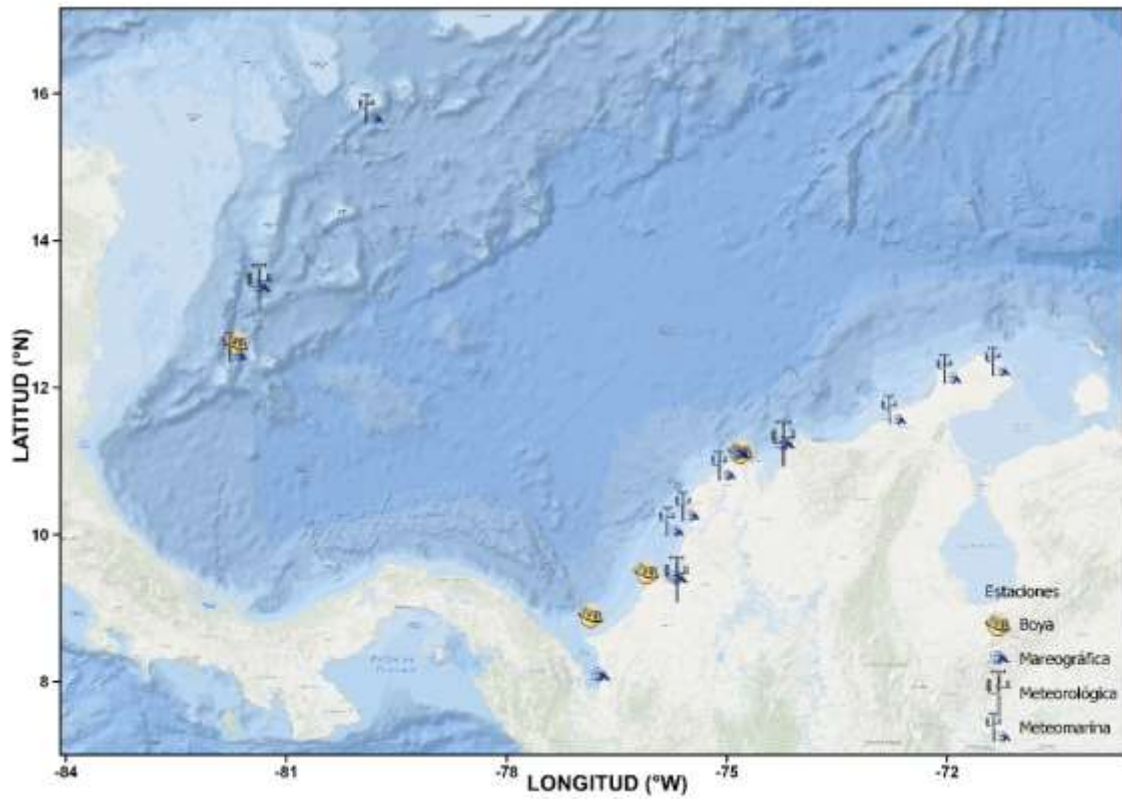 16
14
12
10
8
LATITUD (°N)
-84
-81
-78
-75
-72
LONGITUD (°W)
Estaciones
Boya
Mareográfica
Meteorológica
Meteomarina